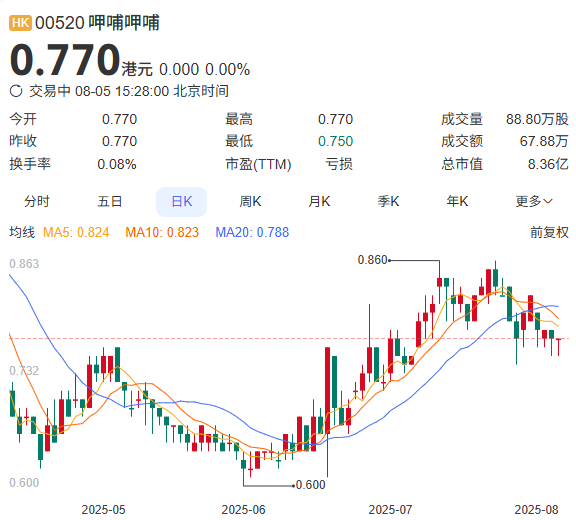 HK 00520 呷哺呷哺
0.770 港元 0.000 0.00%
交易中 08-05 15:28:00 北京时间
今开 0.770 最高 0.770 成交量 88.80万股
昨收 0.770 最低 0.750 成交额 67.88万
换手率 0.08% 市盈(TTM) 亏损 总市值 8.36亿
分时 五日 日K 周K 月K 季K 年K 更多
均线 MA5: 0.824 MA10: 0.823 MA20: 0.788 前复权
0.863
0.860
0.732
0.600
0.600
2025-05 2025-06 2025-07 2025-08